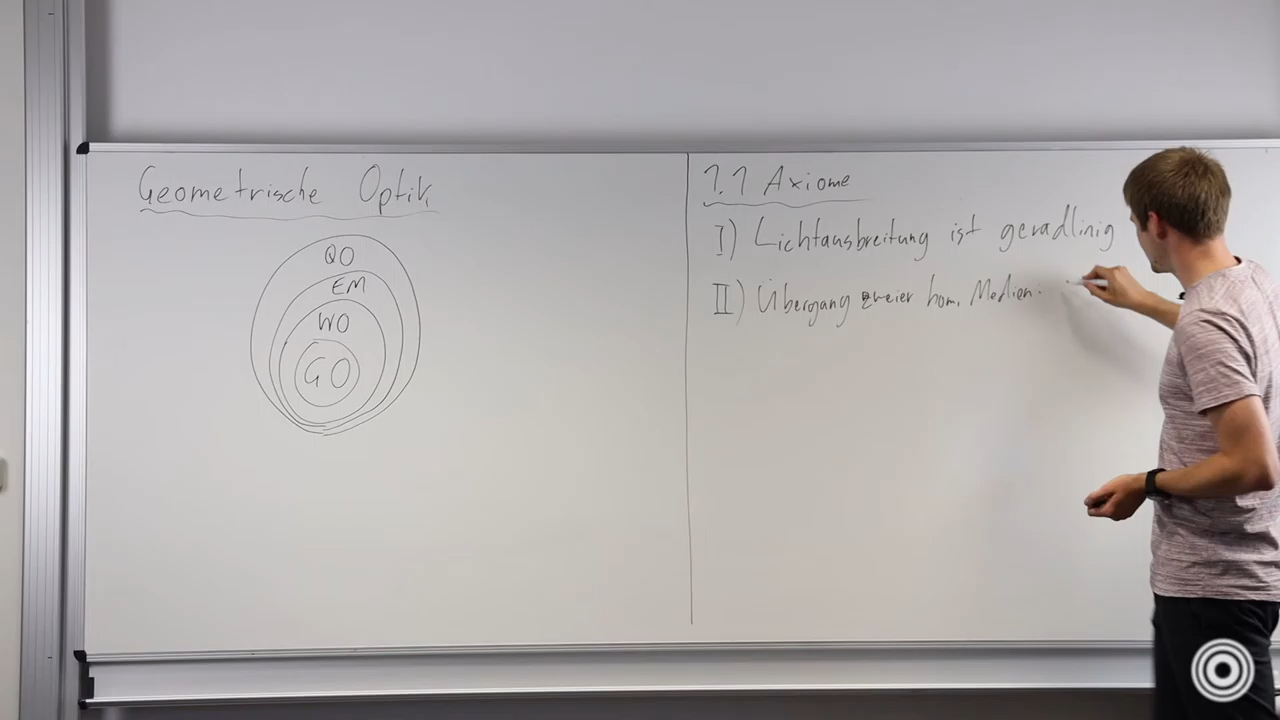 Geometrische Optik
QO
EM
WO
GO
1.1 Axiome
I) Lichtausbreitung ist geradlinig
II) Übergang zweier hom. Medien: